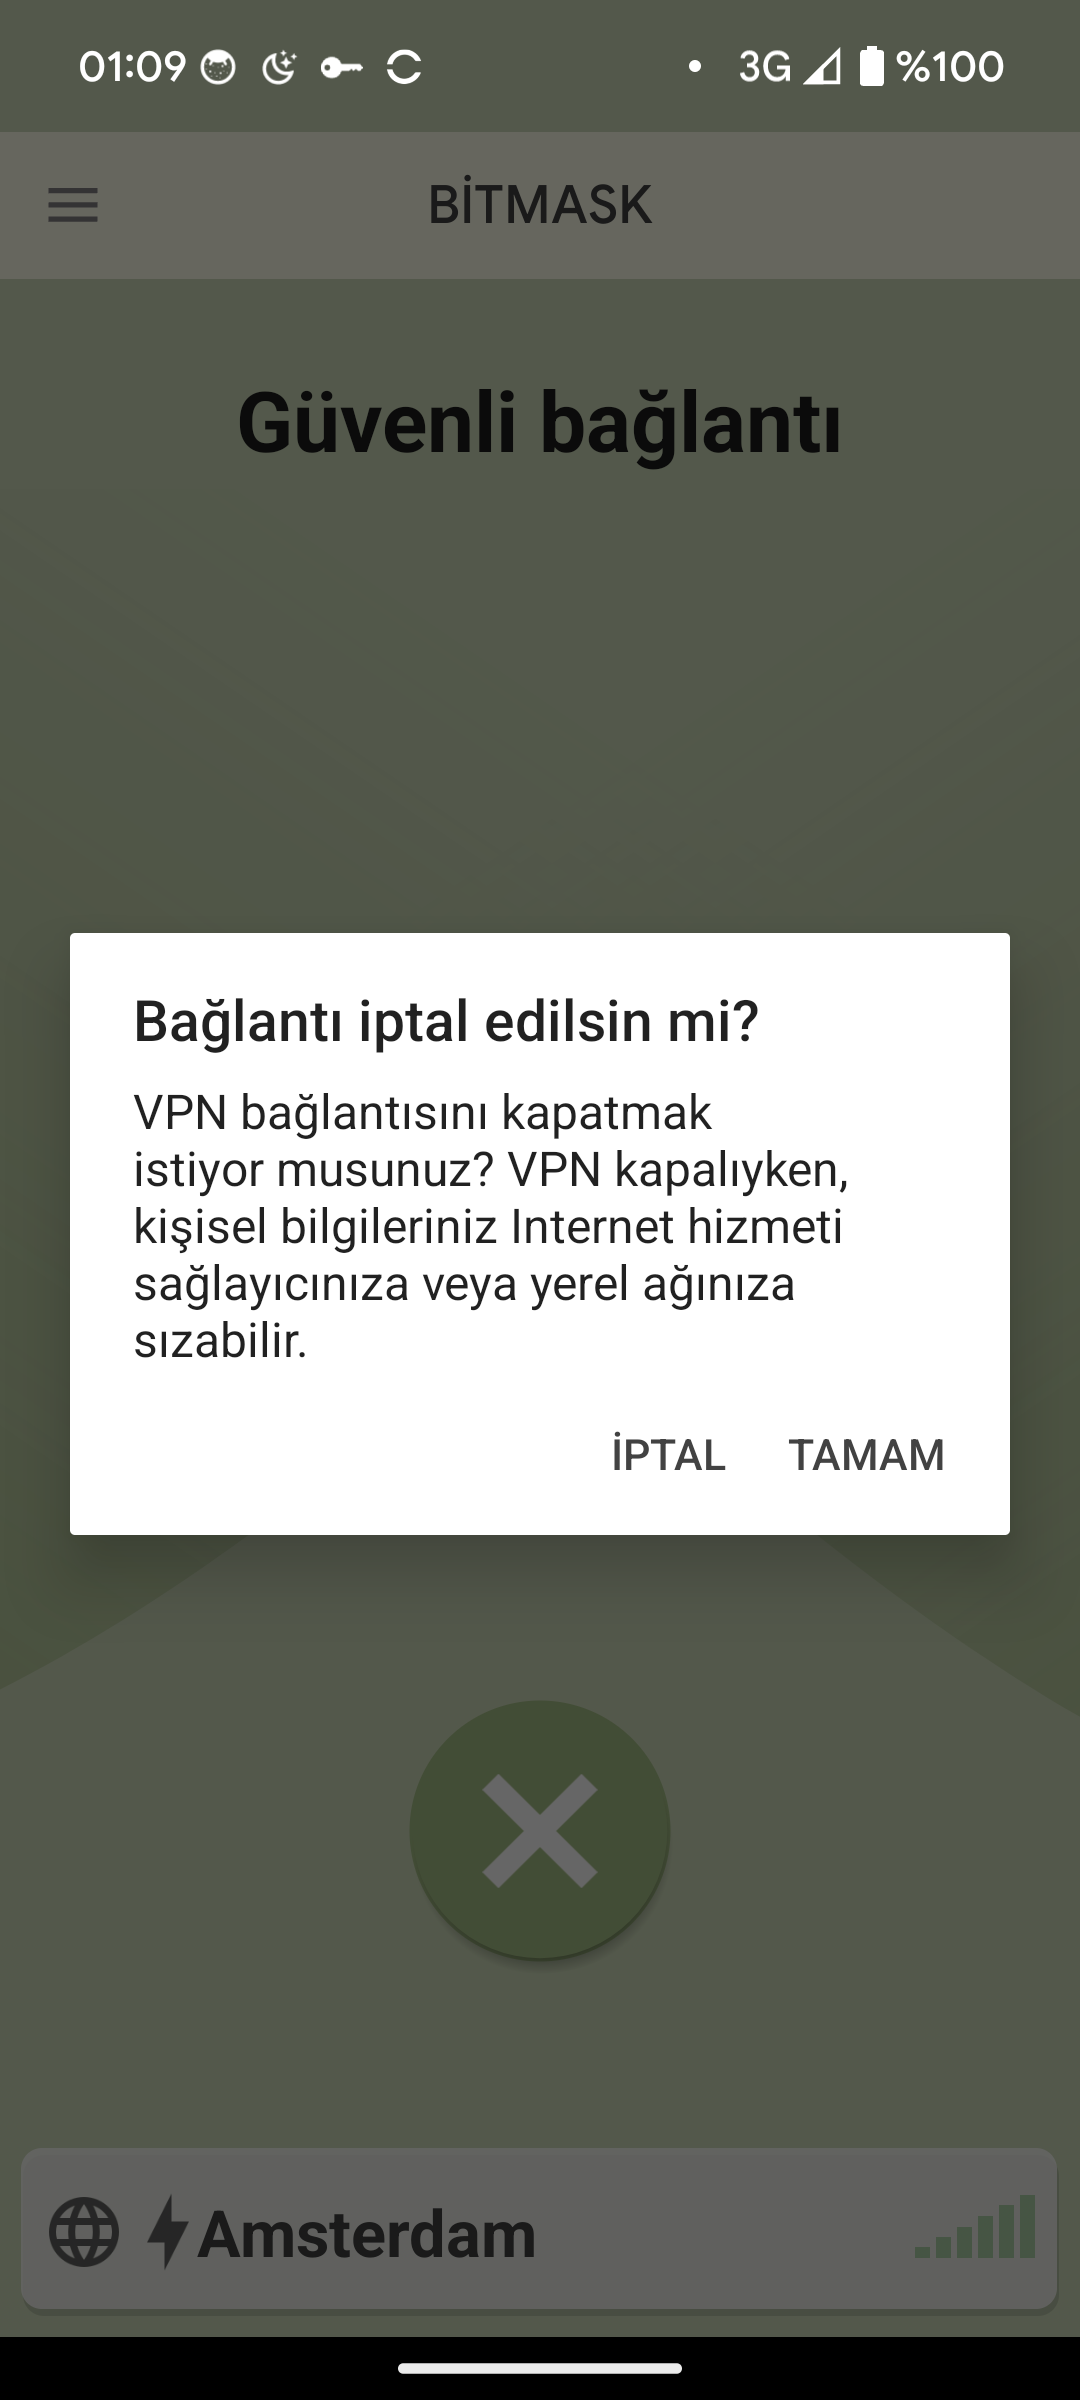 01:09
3G %100
BİTMASK
Güvenli bağlantı
Bağlantı iptal edilsin mi?
VPN bağlantısını kapatmak
istiyor musunuz? VPN kapalıyken,
kişisel bilgileriniz Internet hizmeti
sağlayıcınıza veya yerel ağınıza
sızabilir.
İPTAL TAMAM
Amsterdam